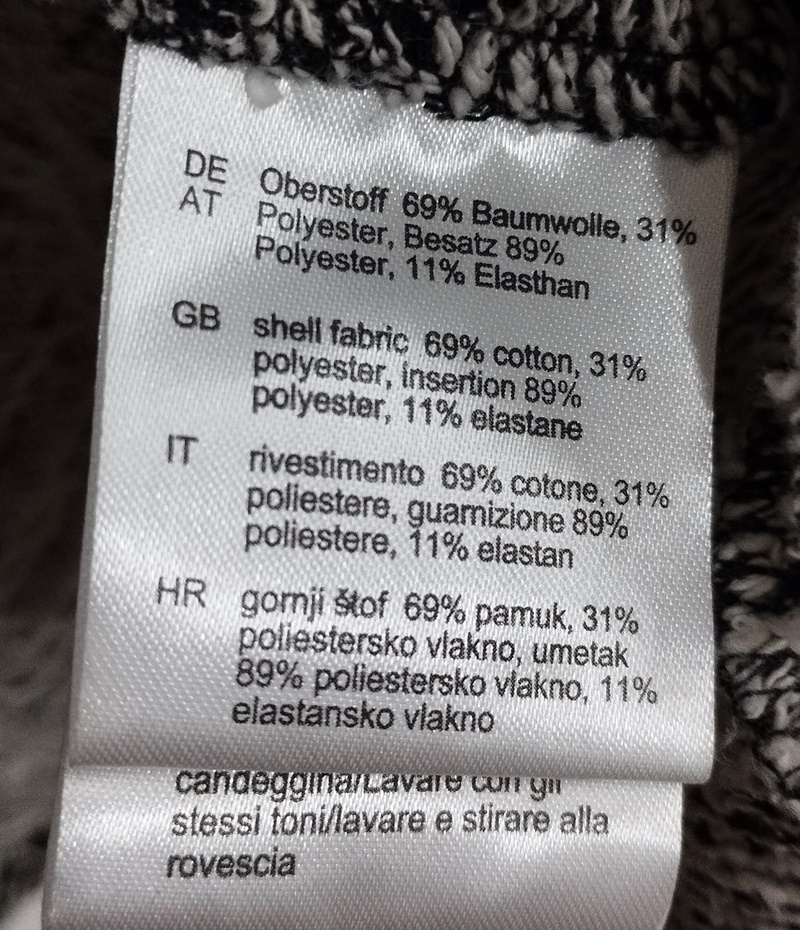 DE Oberstoff 69% Baumwolle, 31%
AT Polyester, Besatz 89%
Polyester, 11% Elasthan
GB shell fabric 69% cotton, 31%
polyester, insertion 89%
polyester, 11% elastane
IT rivestimento 69% cotone, 31%
poliestere, guarnizione 89%
poliestere, 11% elastan
HR gornji štof 69% pamuk, 31%
poliestersko vlakno, umetak
89% poliestersko vlakno, 11%
elastansko vlakno
candeggina/Lavare con gli
stessi toni/lavare e stirare alla
rovescia